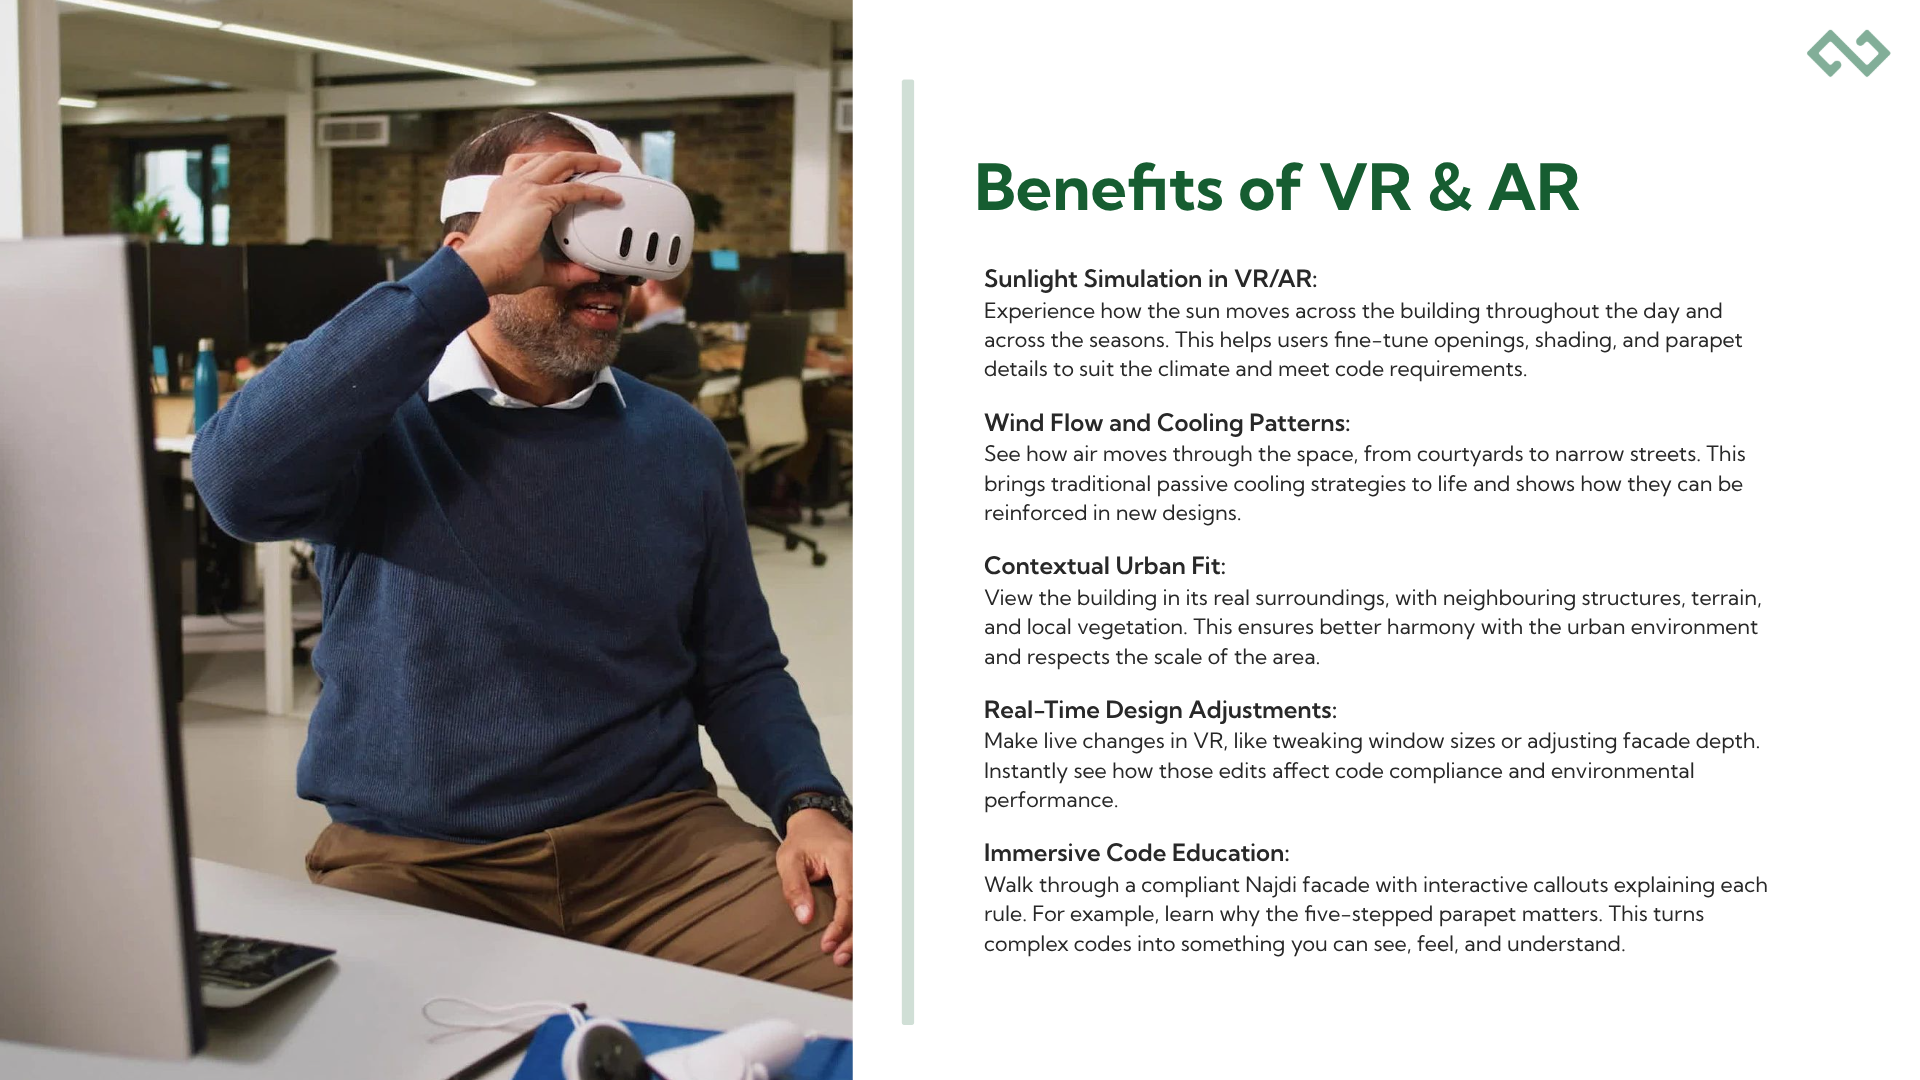 Benefits of VR & AR
Sunlight Simulation in VR/AR:
Experience how the sun moves across the building throughout the day and
across the seasons. This helps users fine-tune openings, shading, and parapet
details to suit the climate and meet code requirements.
Wind Flow and Cooling Patterns:
See how air moves through the space, from courtyards to narrow streets. This
brings traditional passive cooling strategies to life and shows how they can be
reinforced in new designs.
Contextual Urban Fit:
View the building in its real surroundings, with neighbouring structures, terrain,
and local vegetation. This ensures better harmony with the urban environment
and respects the scale of the area.
Real-Time Design Adjustments:
Make live changes in VR, like tweaking window sizes or adjusting facade depth.
Instantly see how those edits affect code compliance and environmental
performance.
Immersive Code Education:
Walk through a compliant Najdi facade with interactive callouts explaining each
rule. For example, learn why the five-stepped parapet matters. This turns
complex codes into something you can see, feel, and understand.